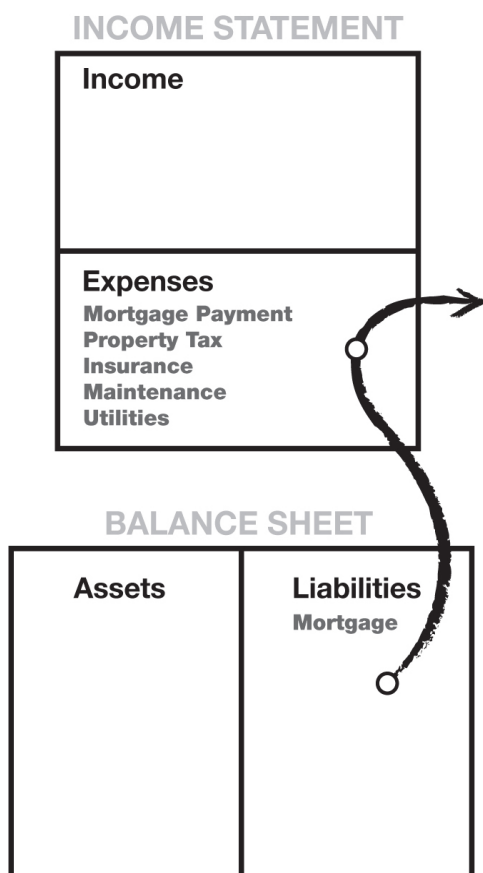 INCOME STATEMENT
Income
Expenses
Mortgage Payment
Property Tax
Insurance
Maintenance
Utilities
BALANCE SHEET
Assets
Liabilities
Mortgage